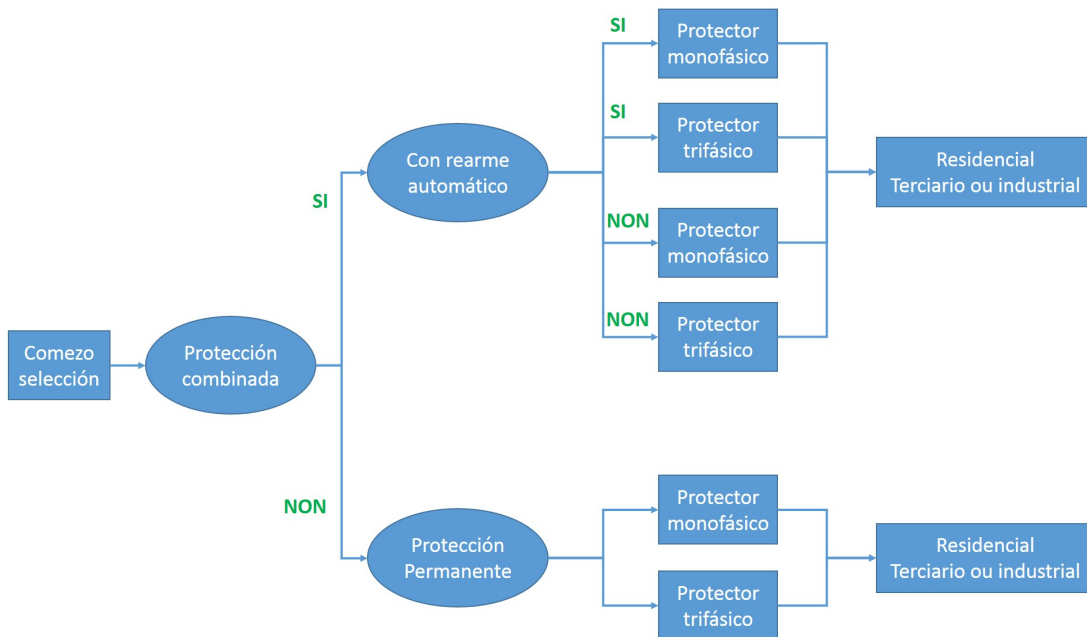 SI
Protector
monofásico
SI
Protector
trifásico
Con rearme
automático
Residencial
Terciario ou industrial
SI
NON
Protector
monofásico
NON
Protector
trifásico
Comezo
selección
Protección
combinada
NON
Protección
Permanente
Protector
monofásico
Protector
trifásico
Residencial
Terciario ou industrial